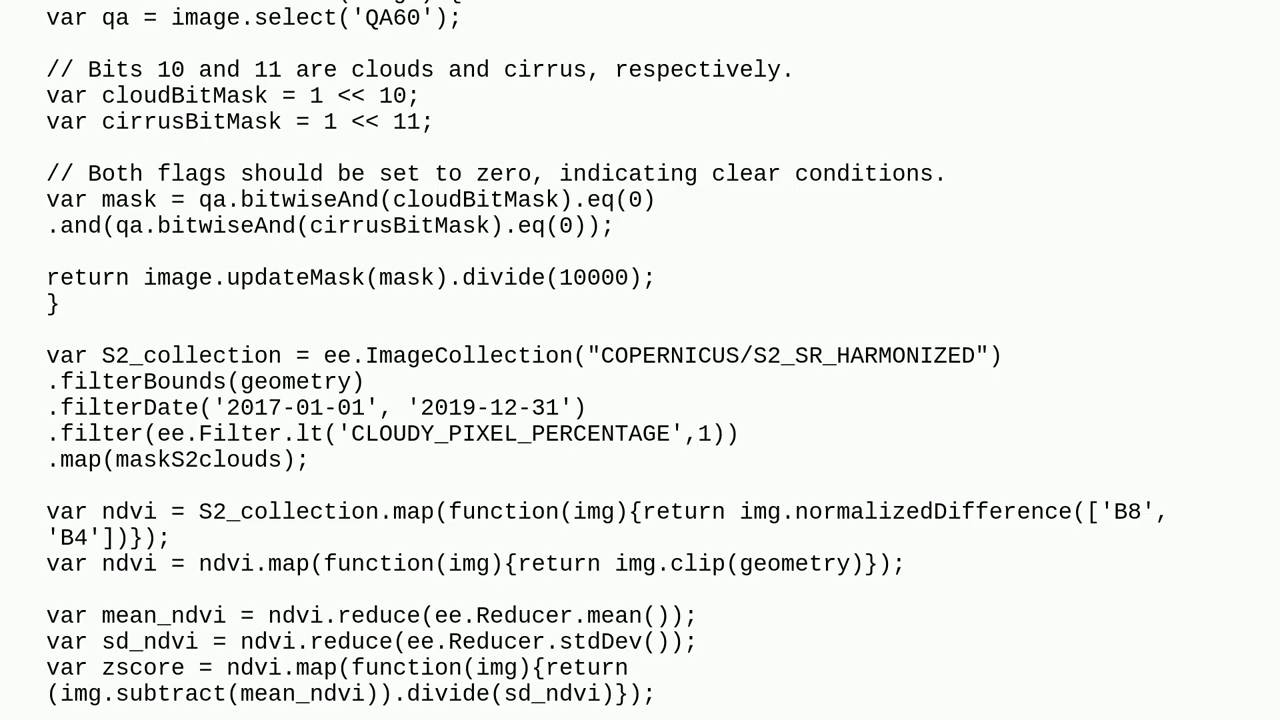 var qa = image.select('QA60');
// Bits 10 and 11 are clouds and cirrus, respectively.
var cloudBitMask = 1 << 10;
var cirrusBitMask = 1 << 11;
// Both flags should be set to zero, indicating clear conditions.
var mask = qa.bitwiseAnd(cloudBitMask).eq(0)
.and(qa.bitwiseAnd(cirrusBitMask).eq(0));
return image.updateMask(mask).divide(10000);
}
var S2_collection = ee.ImageCollection("COPERNICUS/S2_SR_HARMONIZED")
.filterBounds(geometry)
.filterDate('2017-01-01', '2019-12-31')
.filter(ee.Filter.lt('CLOUDY_PIXEL_PERCENTAGE',1))
.map(maskS2clouds);
var ndvi = S2_collection.map(function(img){return img.normalizedDifference(['B8',
'B4'])});
var ndvi = ndvi.map(function(img){return img.clip(geometry)});
var mean_ndvi = ndvi.reduce(ee.Reducer.mean());
var sd_ndvi = ndvi.reduce(ee.Reducer.stdDev());
var zscore = ndvi.map(function(img){return
(img.subtract(mean_ndvi)).divide(sd_ndvi)});